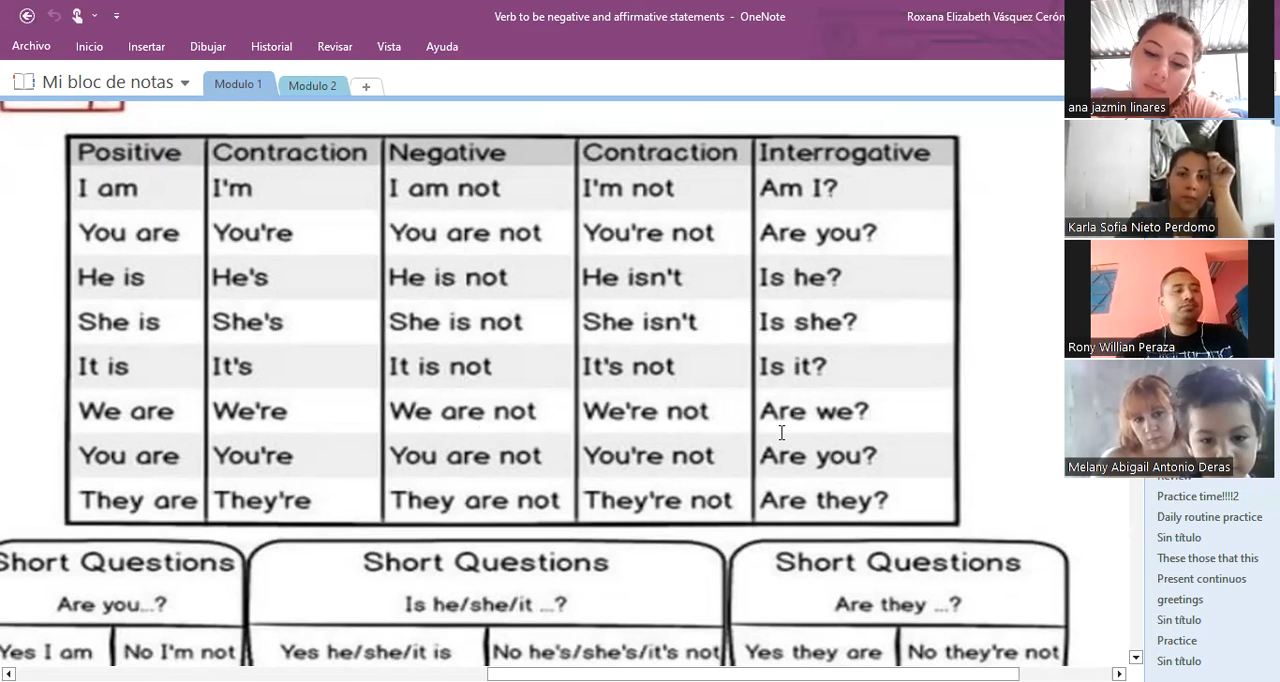 Verb to be negative and affirmative statements - OneNote
Roxana Elizabeth Vásquez Cerón
Archivo Inicio Insertar Dibujar Historial Revisar Vista Ayuda
Mi bloc de notas Modulo 1 Modulo 2 +
Positive Contraction Negative Contraction Interrogative
I am I'm I am not I'm not Am I?
You are You're You are not You're not Are you?
He is He's He is not He isn't Is he?
She is She's She is not She isn't Is she?
It is It's It is not It's not Is it?
We are We're We are not We're not Are we?
You are You're You are not You're not Are you?
They are They're They are not They're not Are they?
Short Questions Short Questions Short Questions
Are you...? Is he/she/it ...? Are they ...?
Yes I am No I'm not Yes he/she/it is No he's/she's/it's not Yes they are No they're not
ana jazmin linares
Karla Sofia Nieto Perdomo
Rony Willian Peraza
Melany Abigail Antonio Deras
Review
Practice time!!!!2
Daily routine practice
Sin título
These those that this
Present continuos
greetings
Sin título
Practice
Sin título